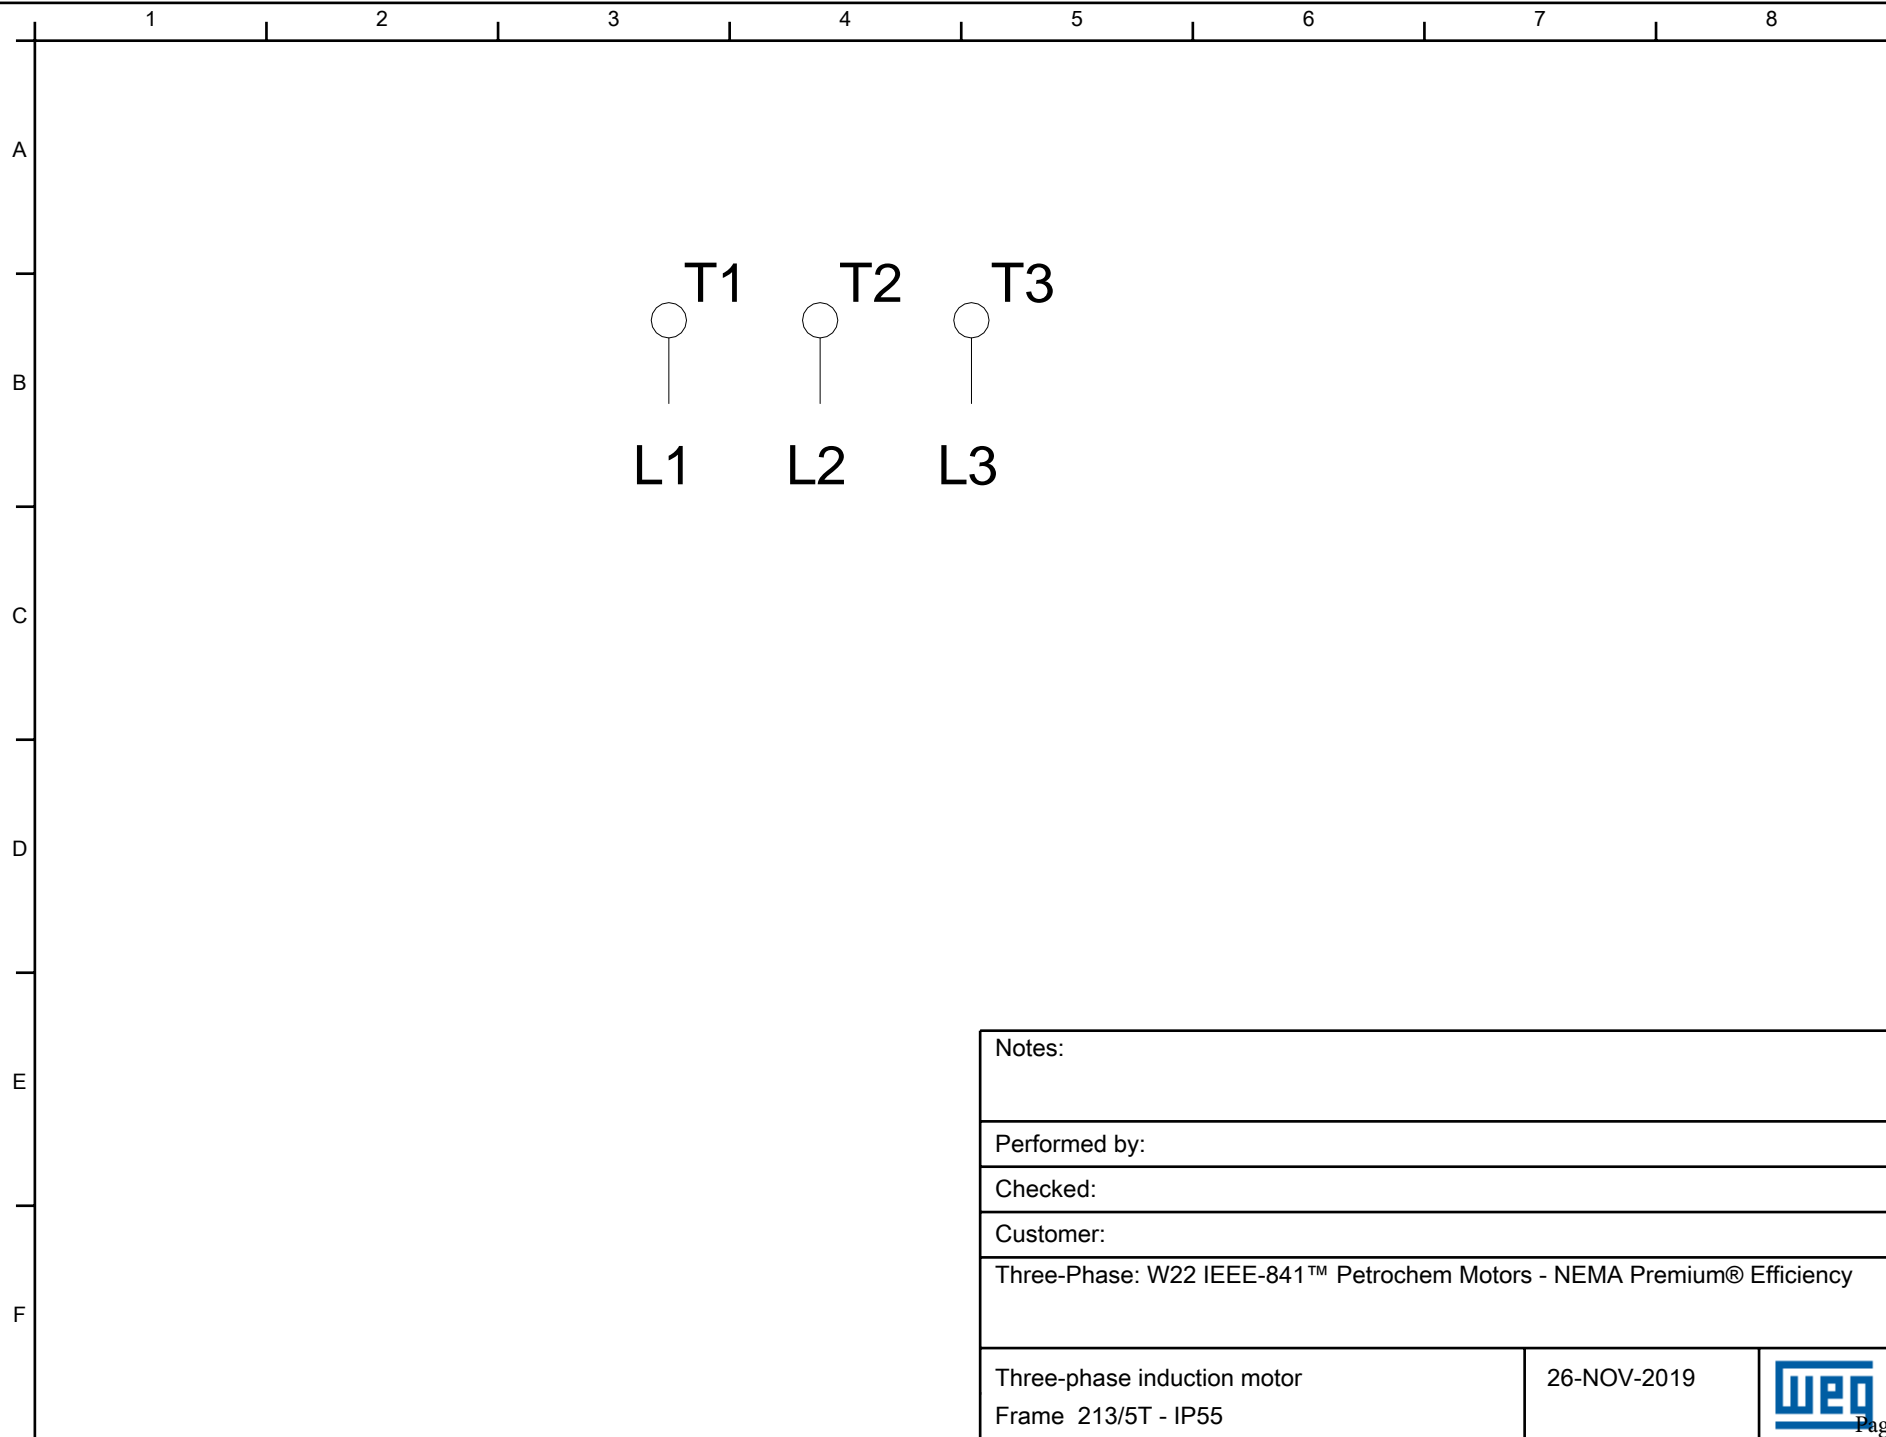 1 2 3 4 5 6 7 8
A
T1 T2 T3
B
L1 L2 L3
C
D
E
Notes:
Performed by:
Checked:
Customer:
Three-Phase: W22 IEEE-841™ Petrochem Motors - NEMA Premium® Efficiency
F
Three-phase induction motor
26-NOV-2019
Frame 213/5T - IP55
weg